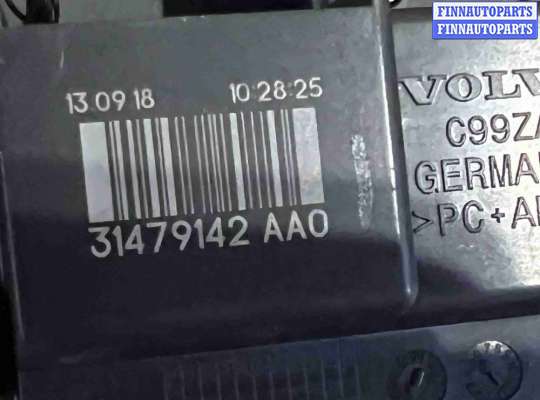 FINNAUTOPARTS
FINNAUTOPARTS
13.09.18 10:28:25
31479142 AA0
VOLV
C99ZA
GERMA
>PC+A